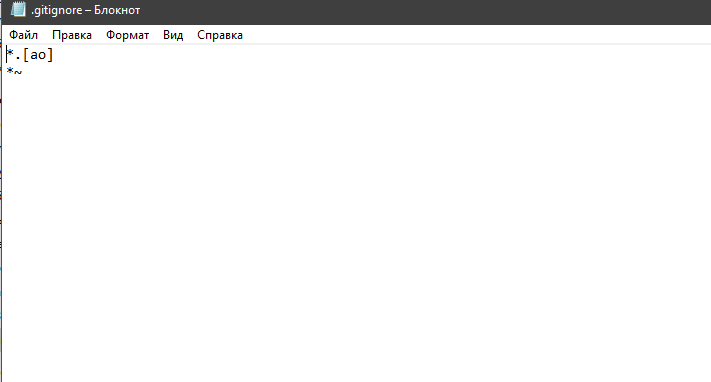 .gitignore – Блокнот
Файл Правка Формат Вид Справка
*.[ao]
*~